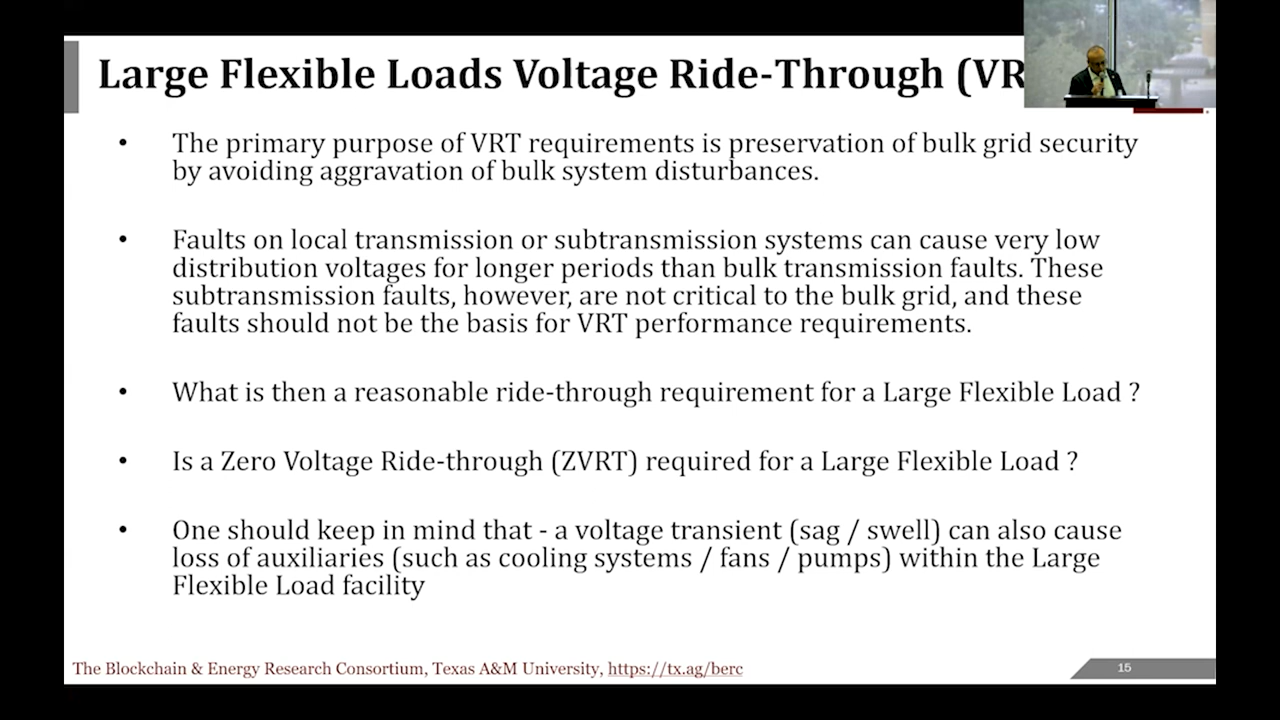 Large Flexible Loads Voltage Ride-Through (VR
• The primary purpose of VRT requirements is preservation of bulk grid security
by avoiding aggravation of bulk system disturbances.
• Faults on local transmission or subtransmission systems can cause very low
distribution voltages for longer periods than bulk transmission faults. These
subtransmission faults, however, are not critical to the bulk grid, and these
faults should not be the basis for VRT performance requirements.
• What is then a reasonable ride-through requirement for a Large Flexible Load ?
• Is a Zero Voltage Ride-through (ZVRT) required for a Large Flexible Load ?
• One should keep in mind that - a voltage transient (sag / swell) can also cause
loss of auxiliaries (such as cooling systems / fans / pumps) within the Large
Flexible Load facility
The Blockchain & Energy Research Consortium, Texas A&M University, https://tx.ag/berc
15